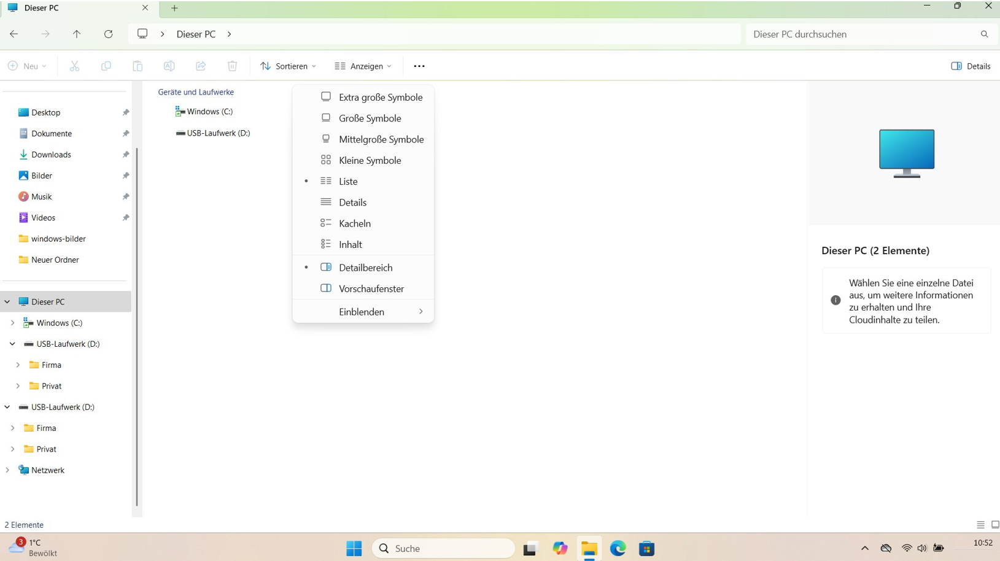 Dieser PC
Dieser PC
Dieser PC durchsuchen
Neu
Sortieren
Anzeigen
Details
Desktop
Dokumente
Downloads
Bilder
Musik
Videos
windows-bilder
Neuer Ordner
Dieser PC
Windows (C:)
USB-Laufwerk (D:)
Firma
Privat
USB-Laufwerk (D:)
Firma
Privat
Netzwerk
Geräte und Laufwerke
Windows (C:)
USB-Laufwerk (D:)
Extra große Symbole
Große Symbole
Mittelgroße Symbole
Kleine Symbole
Liste
Details
Kacheln
Inhalt
Detailbereich
Vorschaufenster
Einblenden
Dieser PC (2 Elemente)
Wählen Sie eine einzelne Datei
aus, um weitere Informationen
zu erhalten und Ihre
Cloudinhalte zu teilen.
2 Elemente
3
1°C
Bewölkt
Suche
10:52